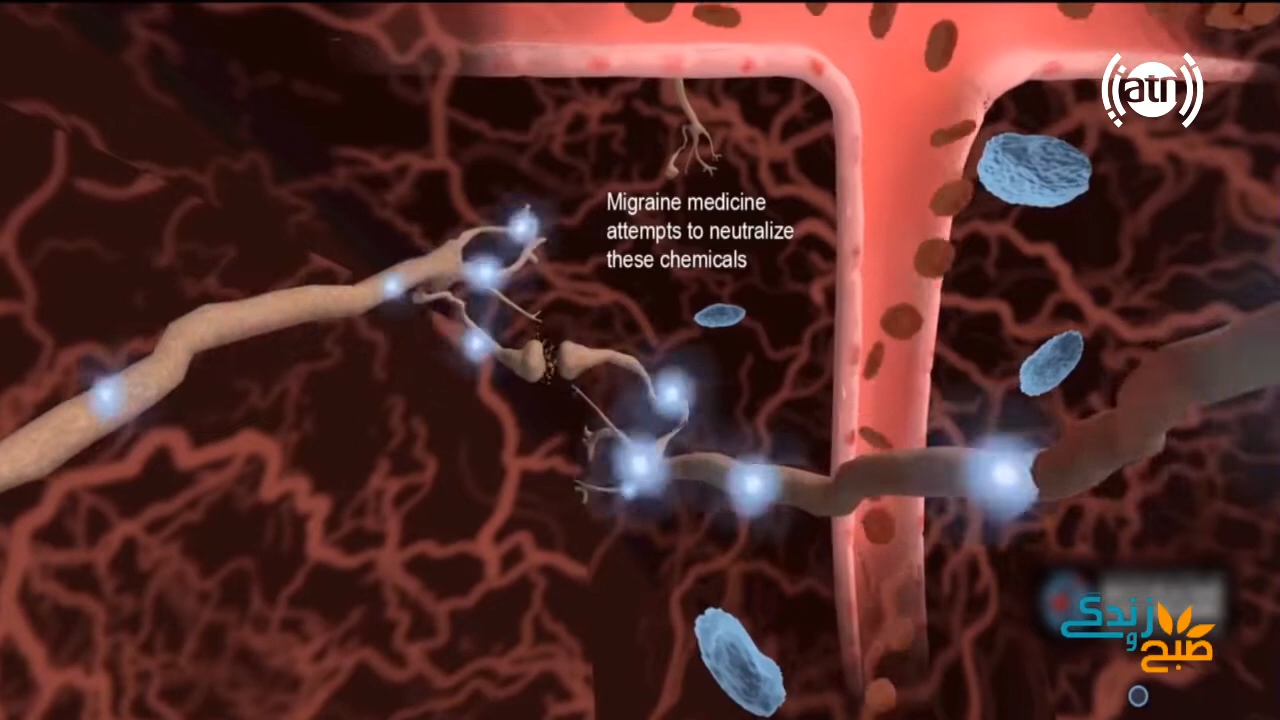 atn
Migraine medicine
attempts to neutralize
these chemicals
صبح و زندگی